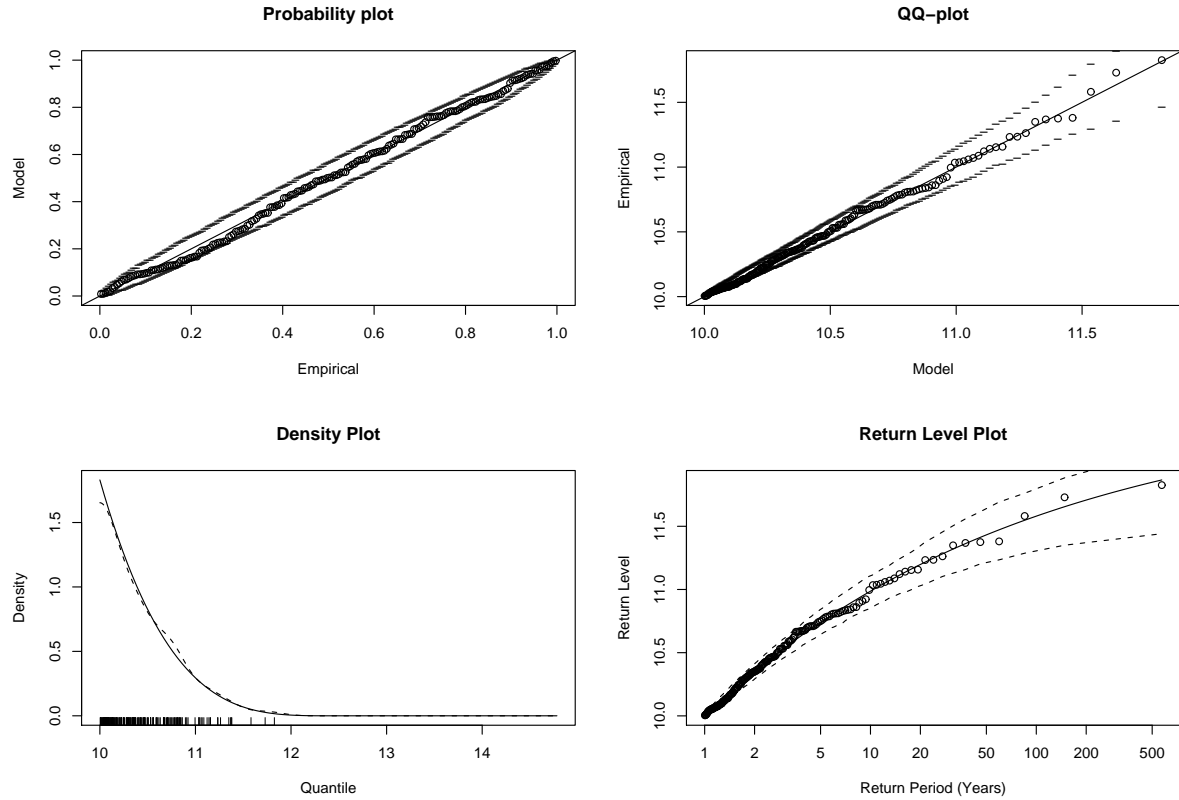 Probability plot
Model
0.0 0.2 0.4 0.6 0.8 1.0
0.0 0.2 0.4 0.6 0.8 1.0
Empirical
QQ−plot
Empirical
10.0 10.5 11.0 11.5
10.0 10.5 11.0 11.5
Model
Density Plot
Density
0.0 0.5 1.0 1.5
10 11 12 13 14
Quantile
Return Level Plot
Return Level
10.0 10.5 11.0 11.5
1 2 5 10 20 50 100 200 500
Return Period (Years)